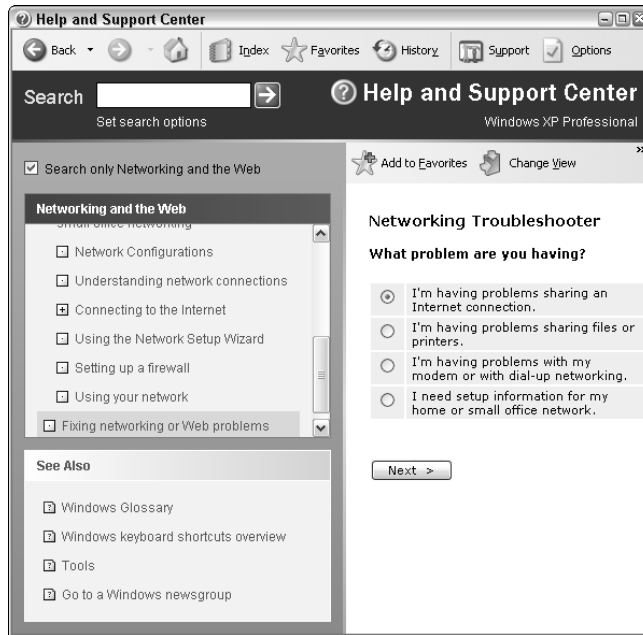 Help and Support Center
Back Index Favorites History Support Options
Search
Set search options
Help and Support Center
Windows XP Professional
Search only Networking and the Web
Networking and the Web
Small office networking
Network Configurations
Understanding network connections
Connecting to the Internet
Using the Network Setup Wizard
Setting up a firewall
Using your network
Fixing networking or Web problems
See Also
Windows Glossary
Windows keyboard shortcuts overview
Tools
Go to a Windows newsgroup
Add to Favorites Change View »
Networking Troubleshooter
What problem are you having?
I'm having problems sharing an
Internet connection.
I'm having problems sharing files or
printers.
I'm having problems with my
modem or with dial-up networking.
I need setup information for my
home or small office network.
Next >